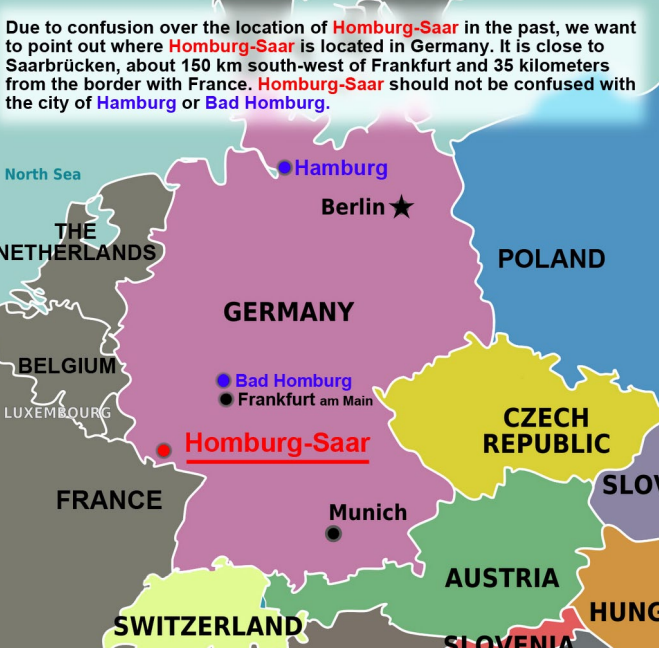 Due to confusion over the location of Homburg-Saar in the past, we want
to point out where Homburg-Saar is located in Germany. It is close to
Saarbrücken, about 150 km south-west of Frankfurt and 35 kilometers
from the border with France. Homburg-Saar should not be confused with
the city of Hamburg or Bad Homburg.
Hamburg
North Sea
Berlin
THE
NETHERLANDS
POLAND
GERMANY
BELGIUM
Bad Homburg
Frankfurt am Main
LUXEMBOURG
CZECH
REPUBLIC
Homburg-Saar
SLOV
FRANCE
Munich
AUSTRIA
HUNG
SWITZERLAND
SLOVENIA